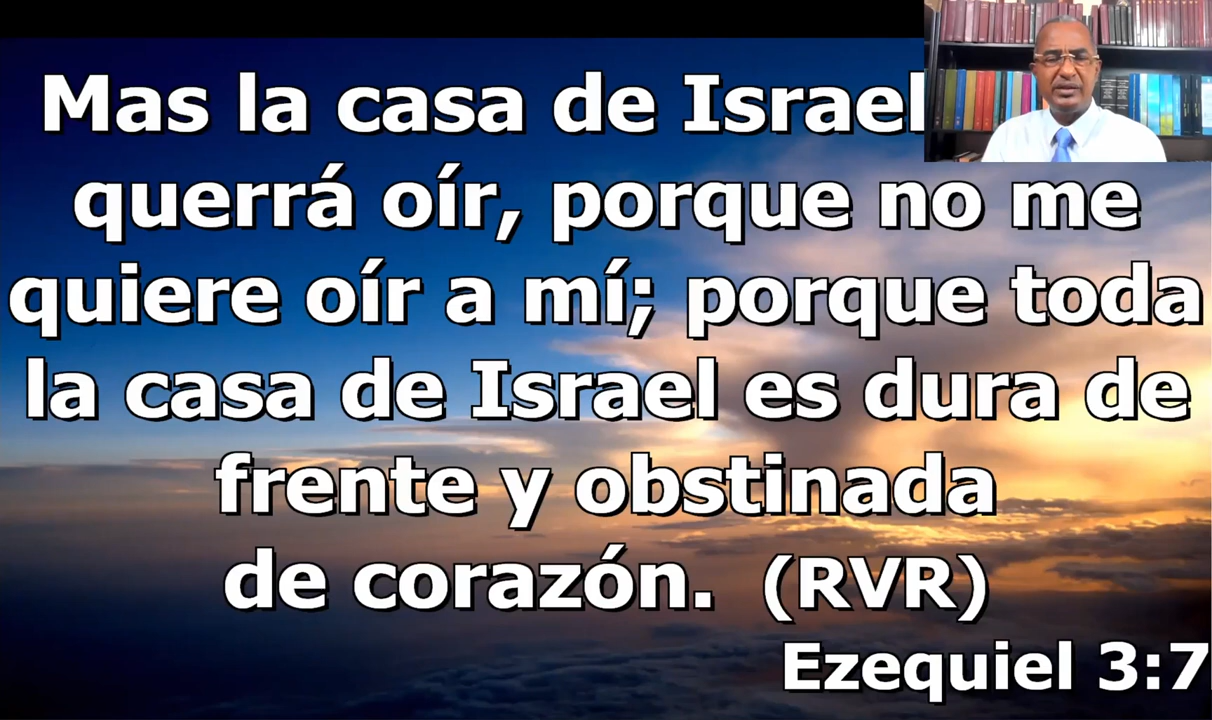 Mas la casa de Israel
querrá oír, porque no me
quiere oír a mí; porque toda
la casa de Israel es dura de
frente y obstinada
de corazón. (RVR)
Ezequiel 3:7